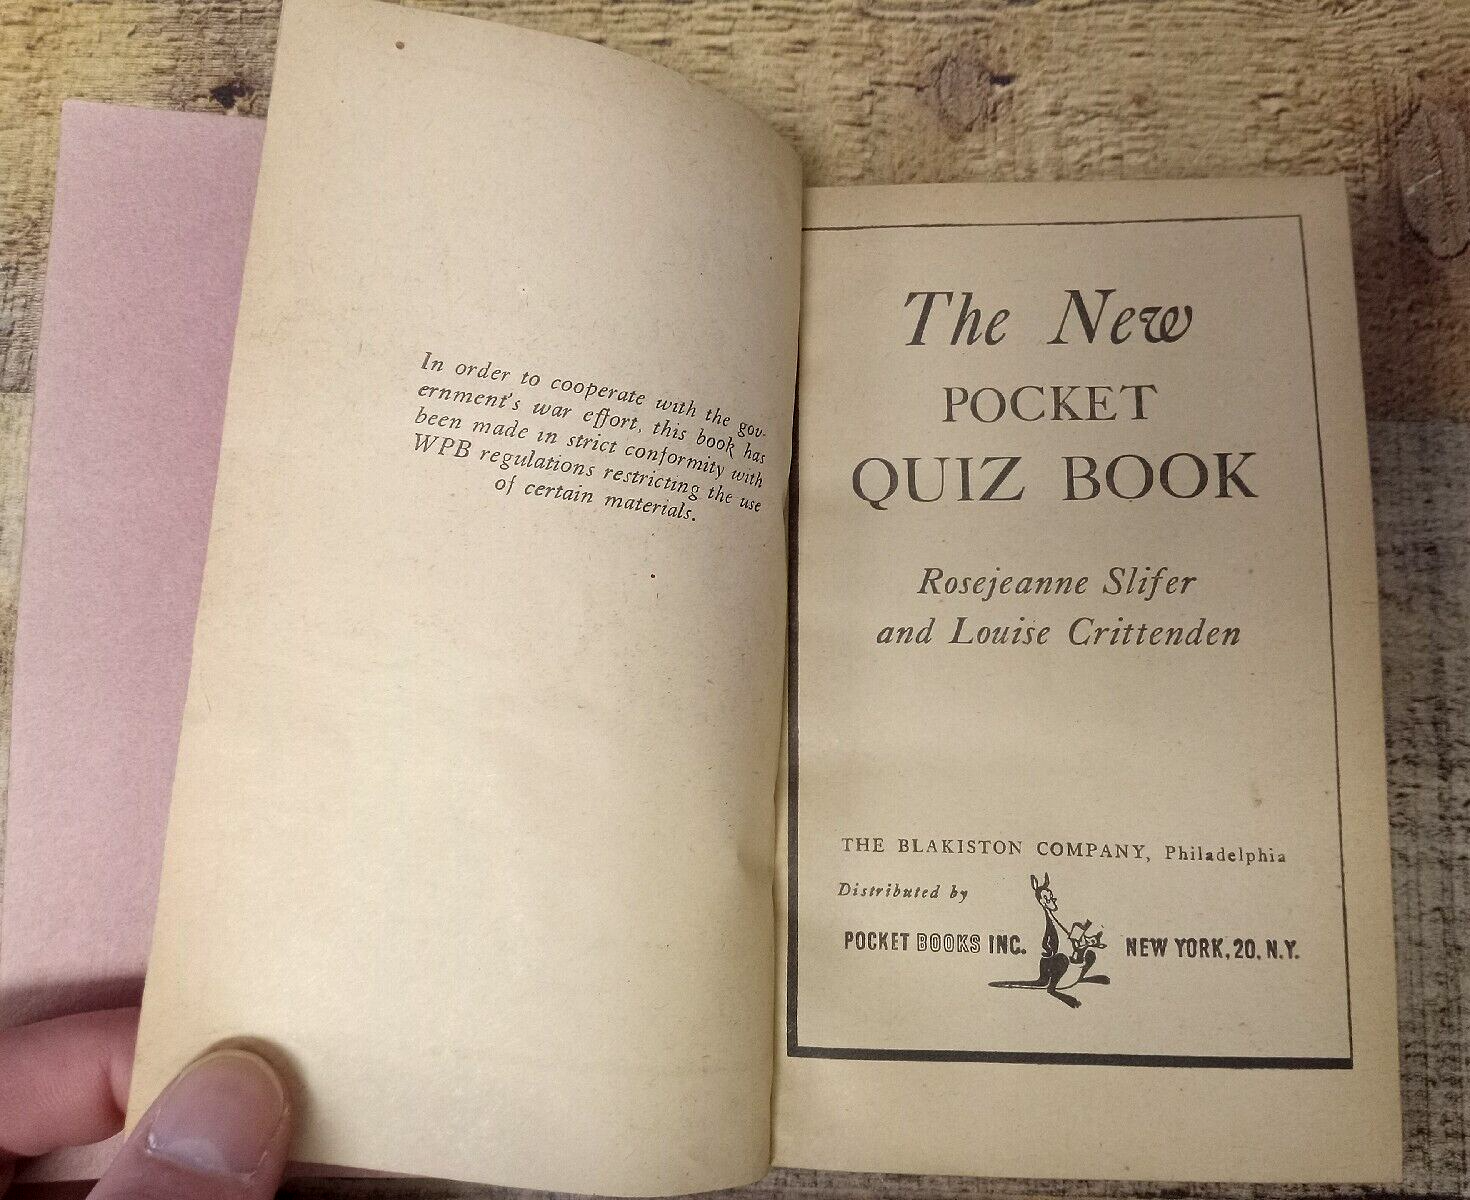 In order to cooperate with the gov-
ernment's war effort, this book has
been made in strict conformity with
WPB regulations restricting the use
of certain materials.
The New
POCKET
QUIZ BOOK
Rosejeanne Slifer
and Louise Crittenden
THE BLAKISTON COMPANY, Philadelphia
Distributed by
POCKET BOOKS INC. NEW YORK, 20, N.Y.